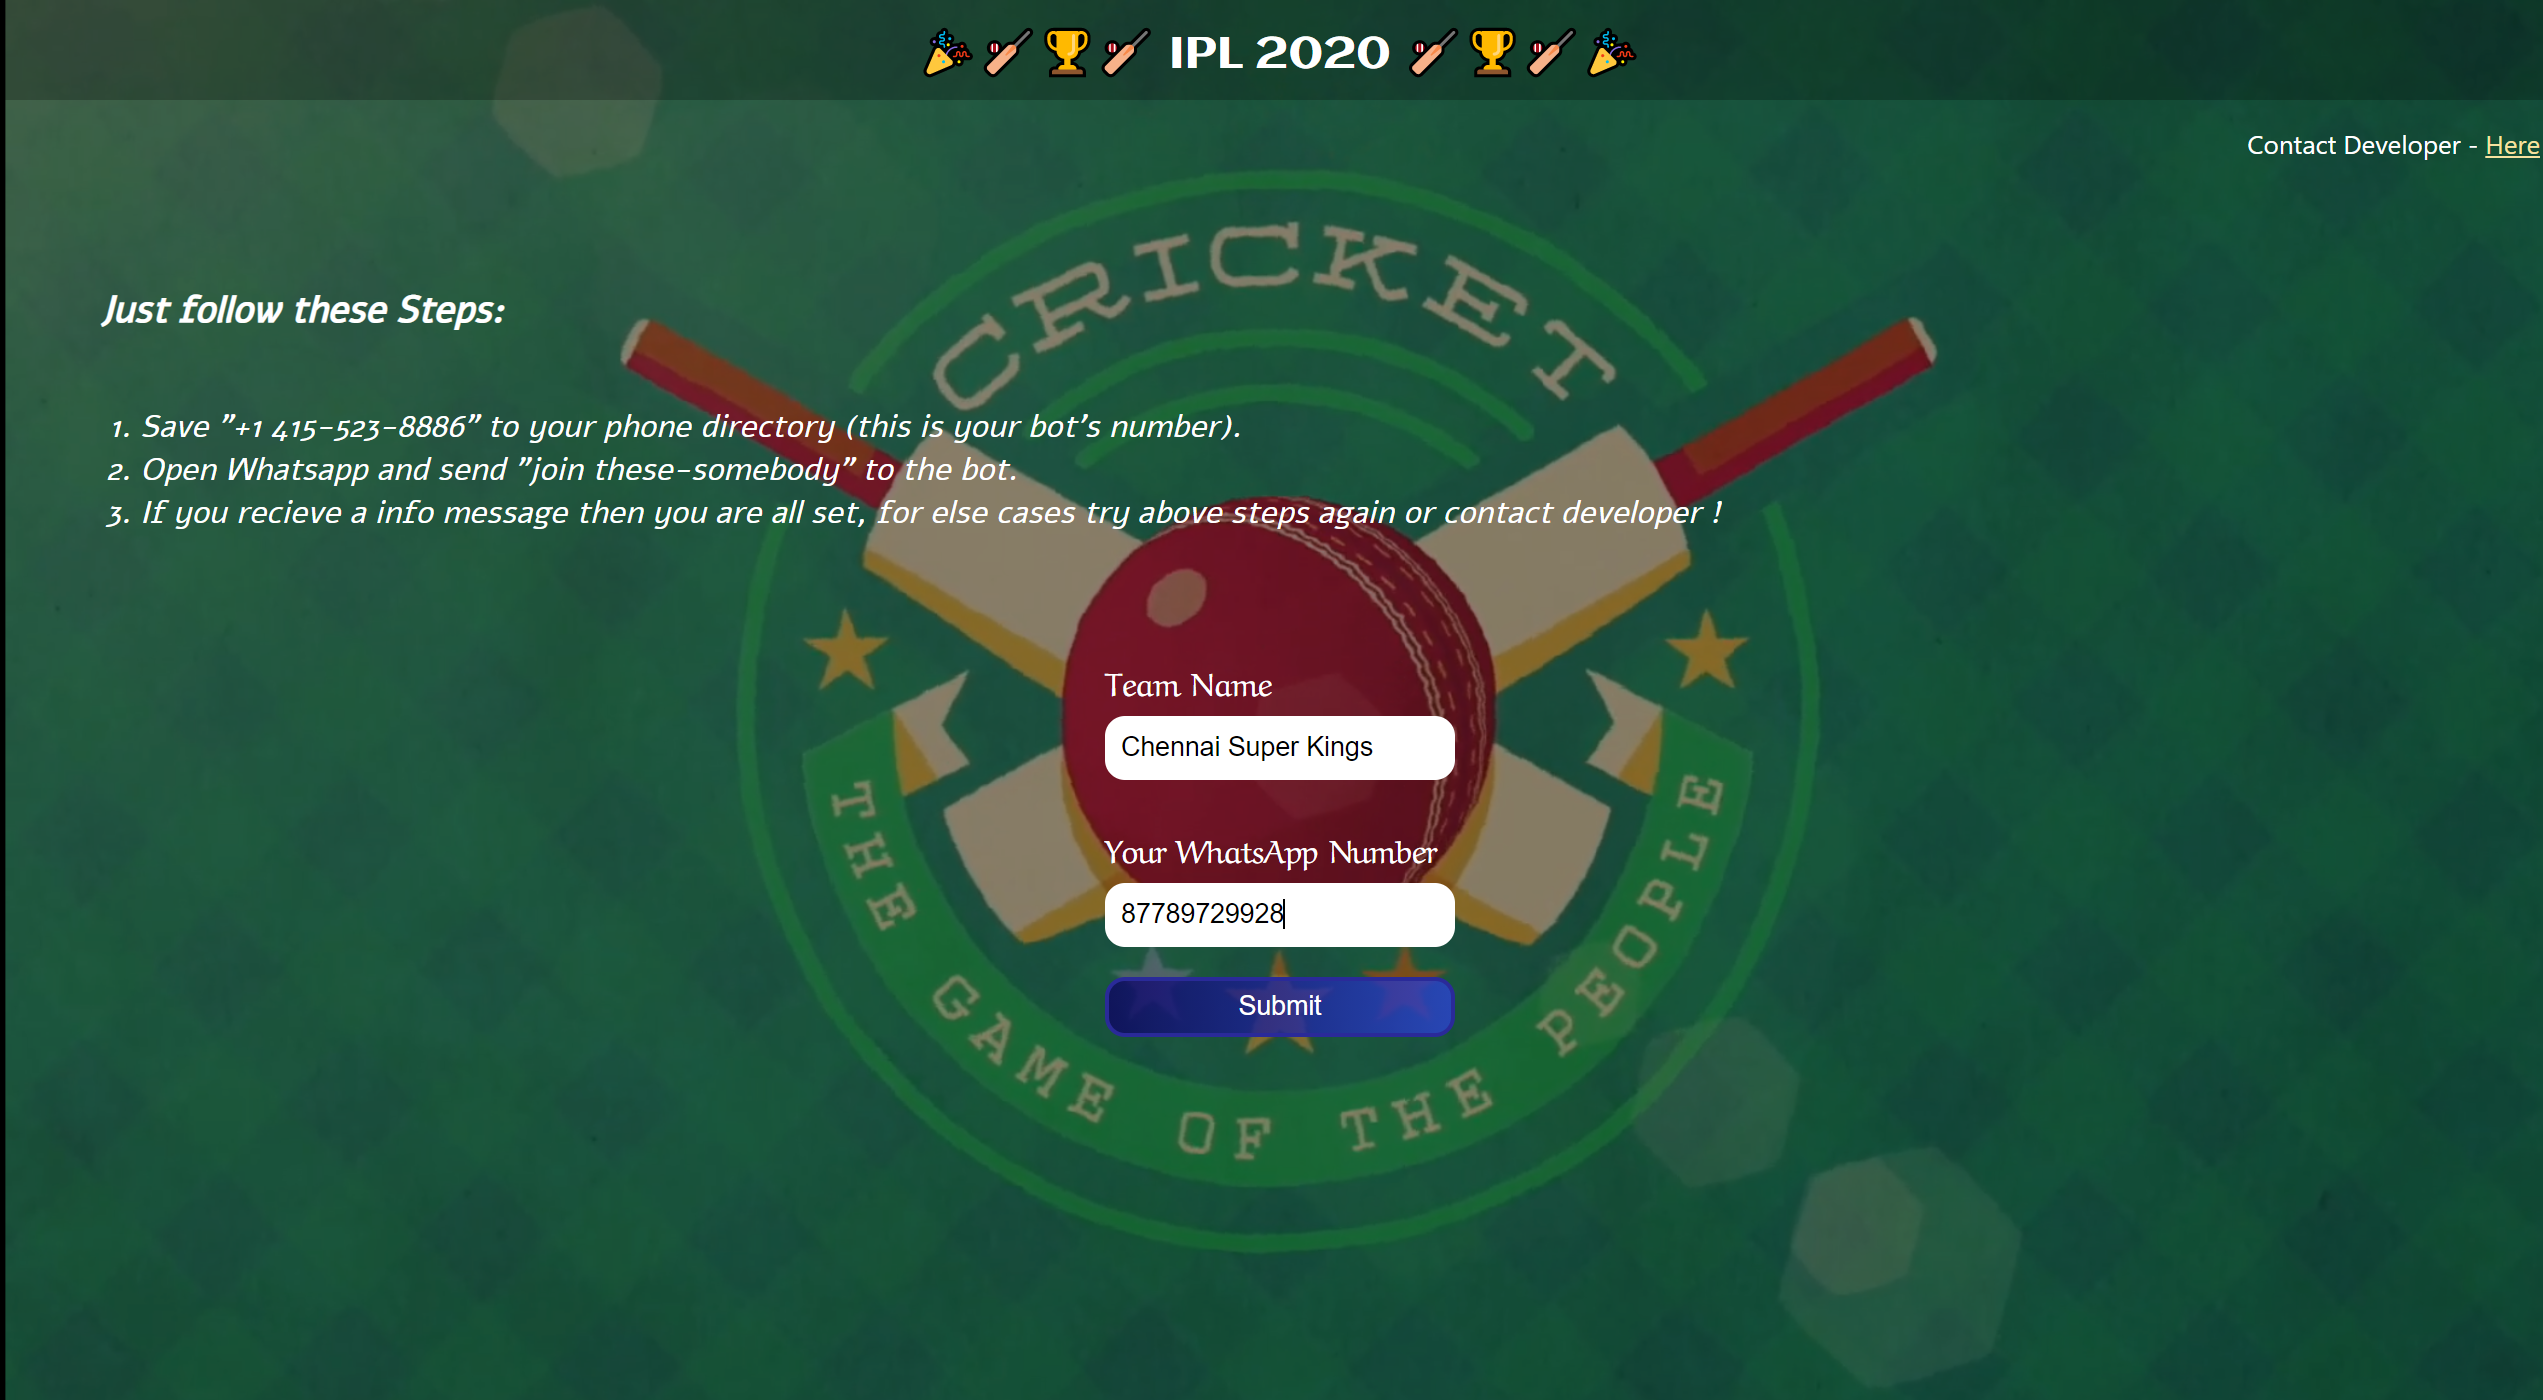 IPL 2020
Contact Developer - Here
CRICKET
Just follow these Steps:
1. Save "+1 415-523-8886" to your phone directory (this is your bot's number).
2. Open Whatsapp and send "join these-somebody" to the bot.
3. If you recieve a info message then you are all set, for else cases try above steps again or contact developer !
Team Name
Chennai Super Kings
Your WhatsApp Number
87789729928
Submit
THE GAME OF THE PEOPLE